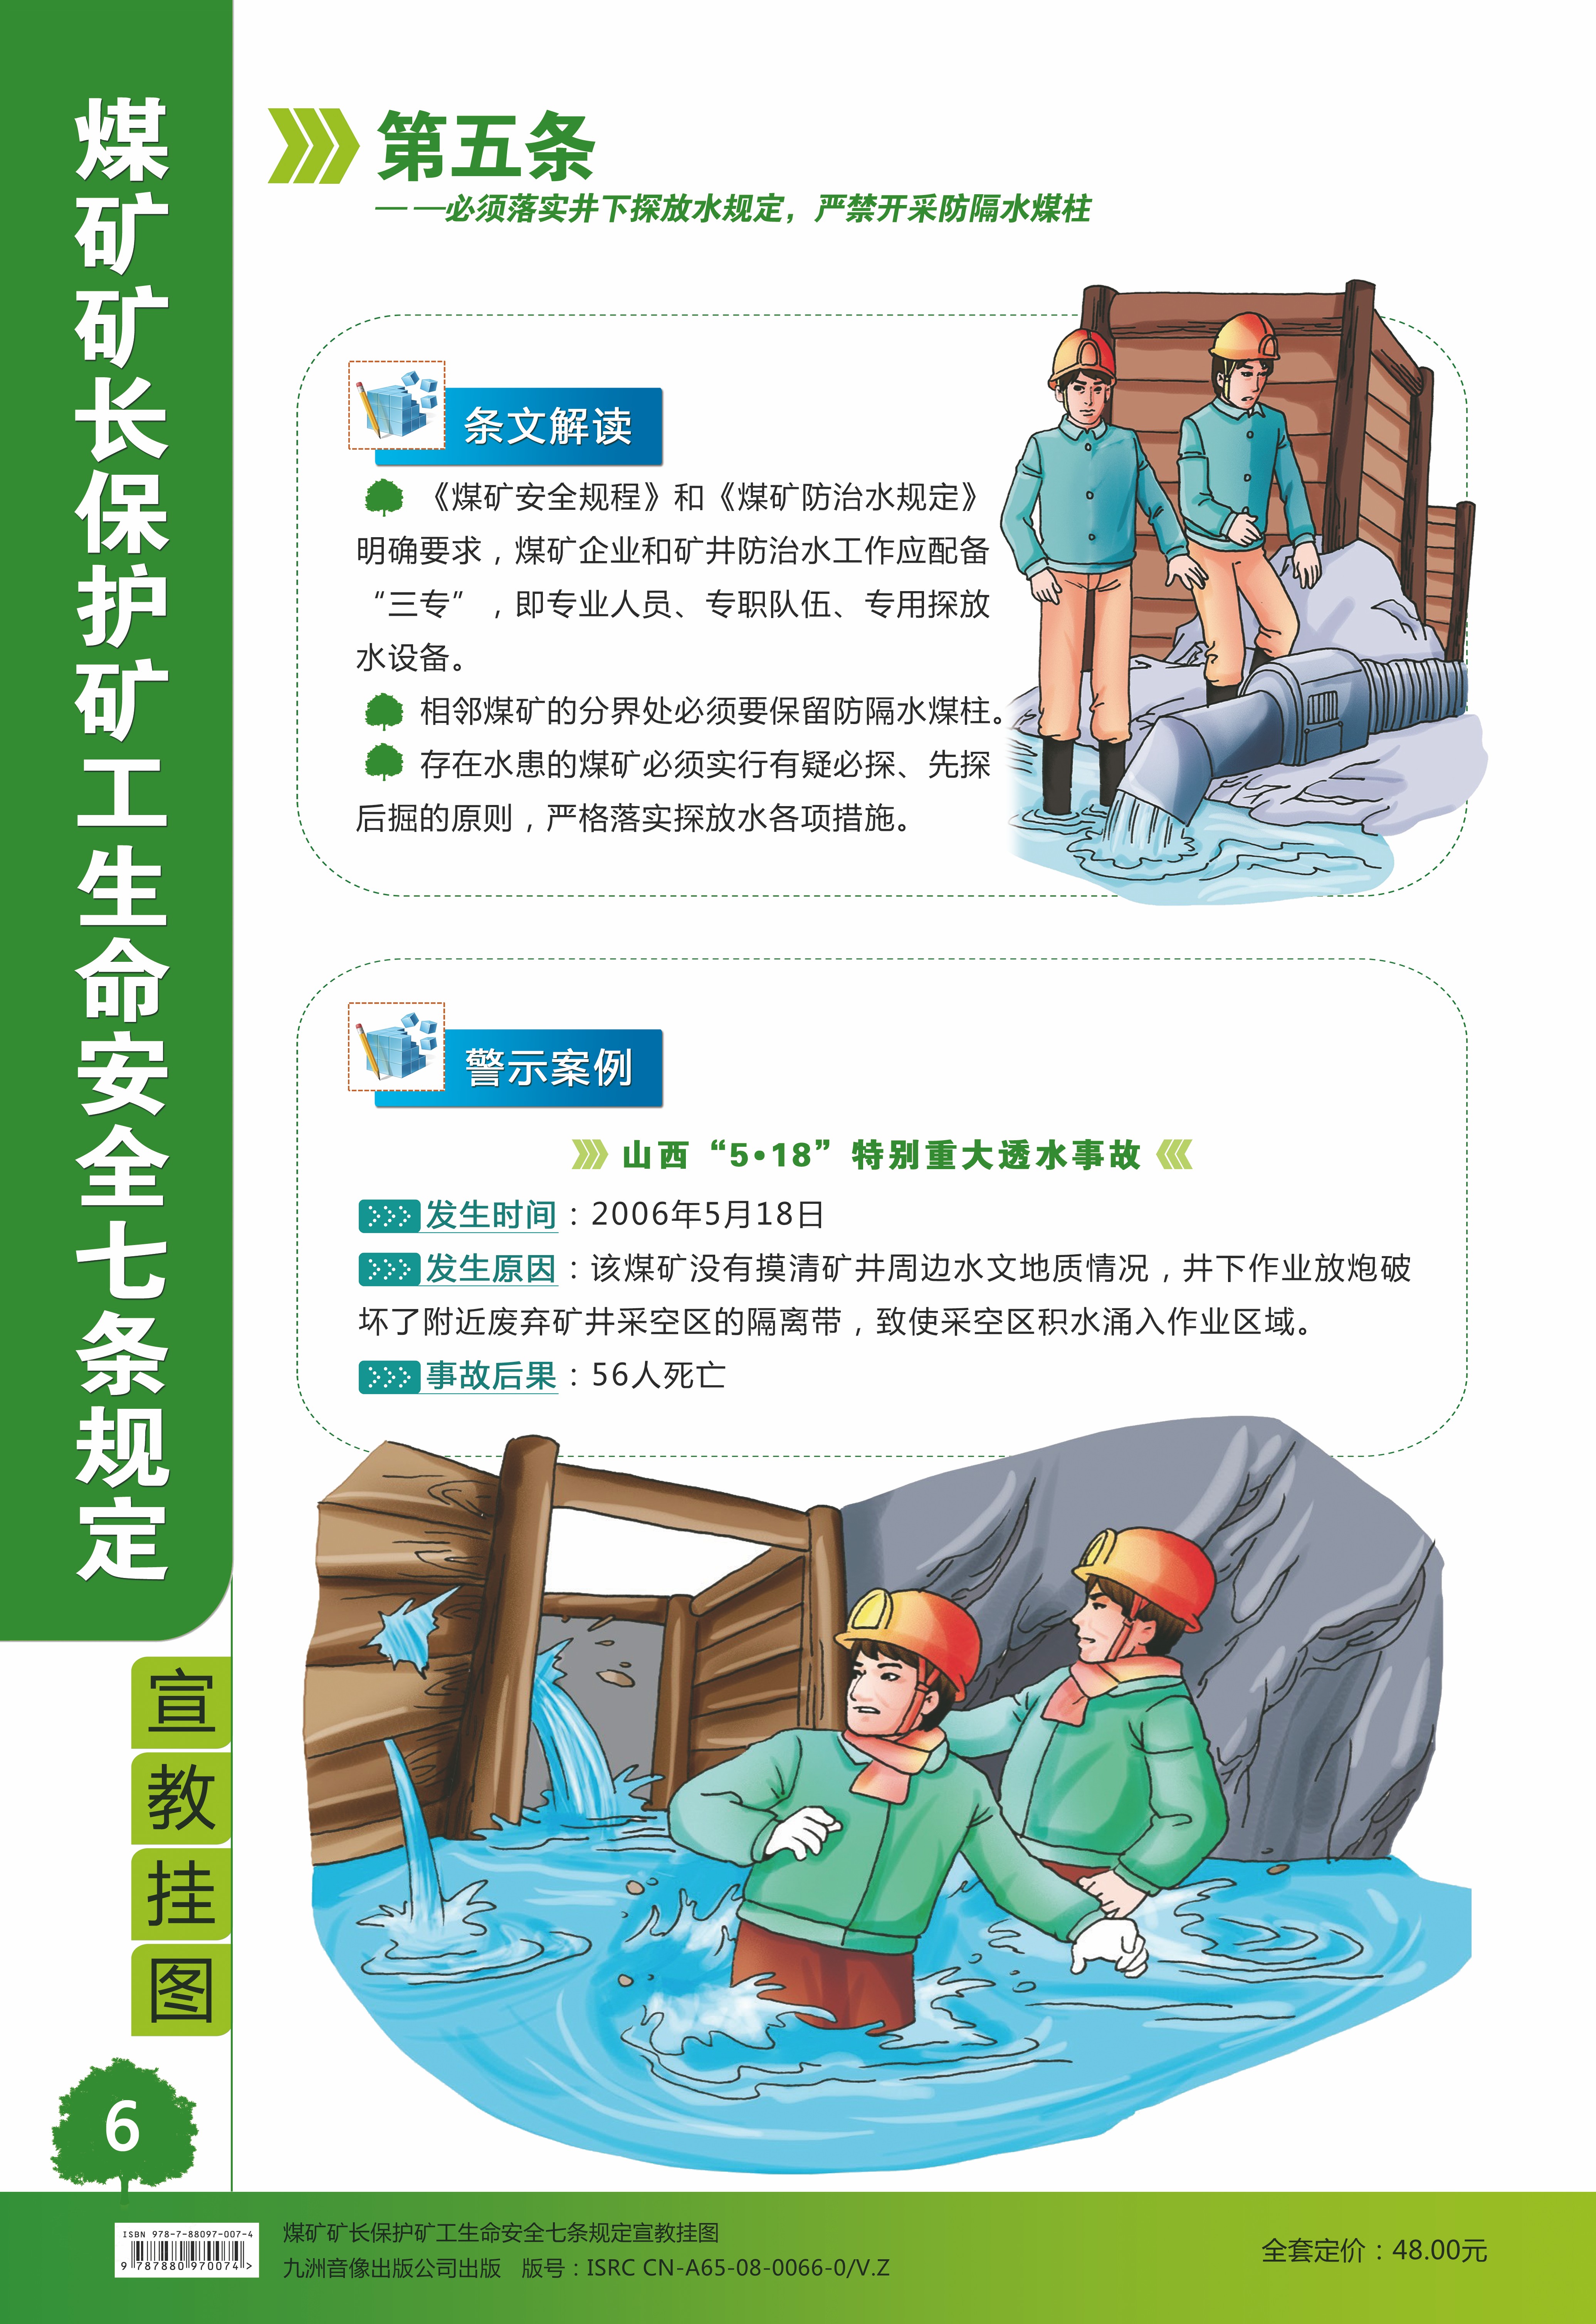 煤矿矿长保护矿工生命安全七条规定
宣教挂图
6
第五条
——必须落实井下探放水规定，严禁开采防隔水煤柱
条文解读
《煤矿安全规程》和《煤矿防治水规定》
明确要求，煤矿企业和矿井防治水工作应配备
“三专”，即专业人员、专职队伍、专用探放
水设备。
相邻煤矿的分界处必须要保留防隔水煤柱。
存在水患的煤矿必须实行有疑必探、先探
后掘的原则，严格落实探放水各项措施。
警示案例
山西“5•18”特别重大透水事故
发生时间：2006年5月18日
发生原因：该煤矿没有摸清矿井周边水文地质情况，井下作业放炮破
坏了附近废弃矿井采空区的隔离带，致使采空区积水涌入作业区域。
事故后果：56人死亡
ISBN 978-7-88097-007-4
9 787880 970074 >
煤矿矿长保护矿工生命安全七条规定宣教挂图
九洲音像出版公司出版 版号：ISRC CN-A65-08-0066-0/V.Z
全套定价：48.00元